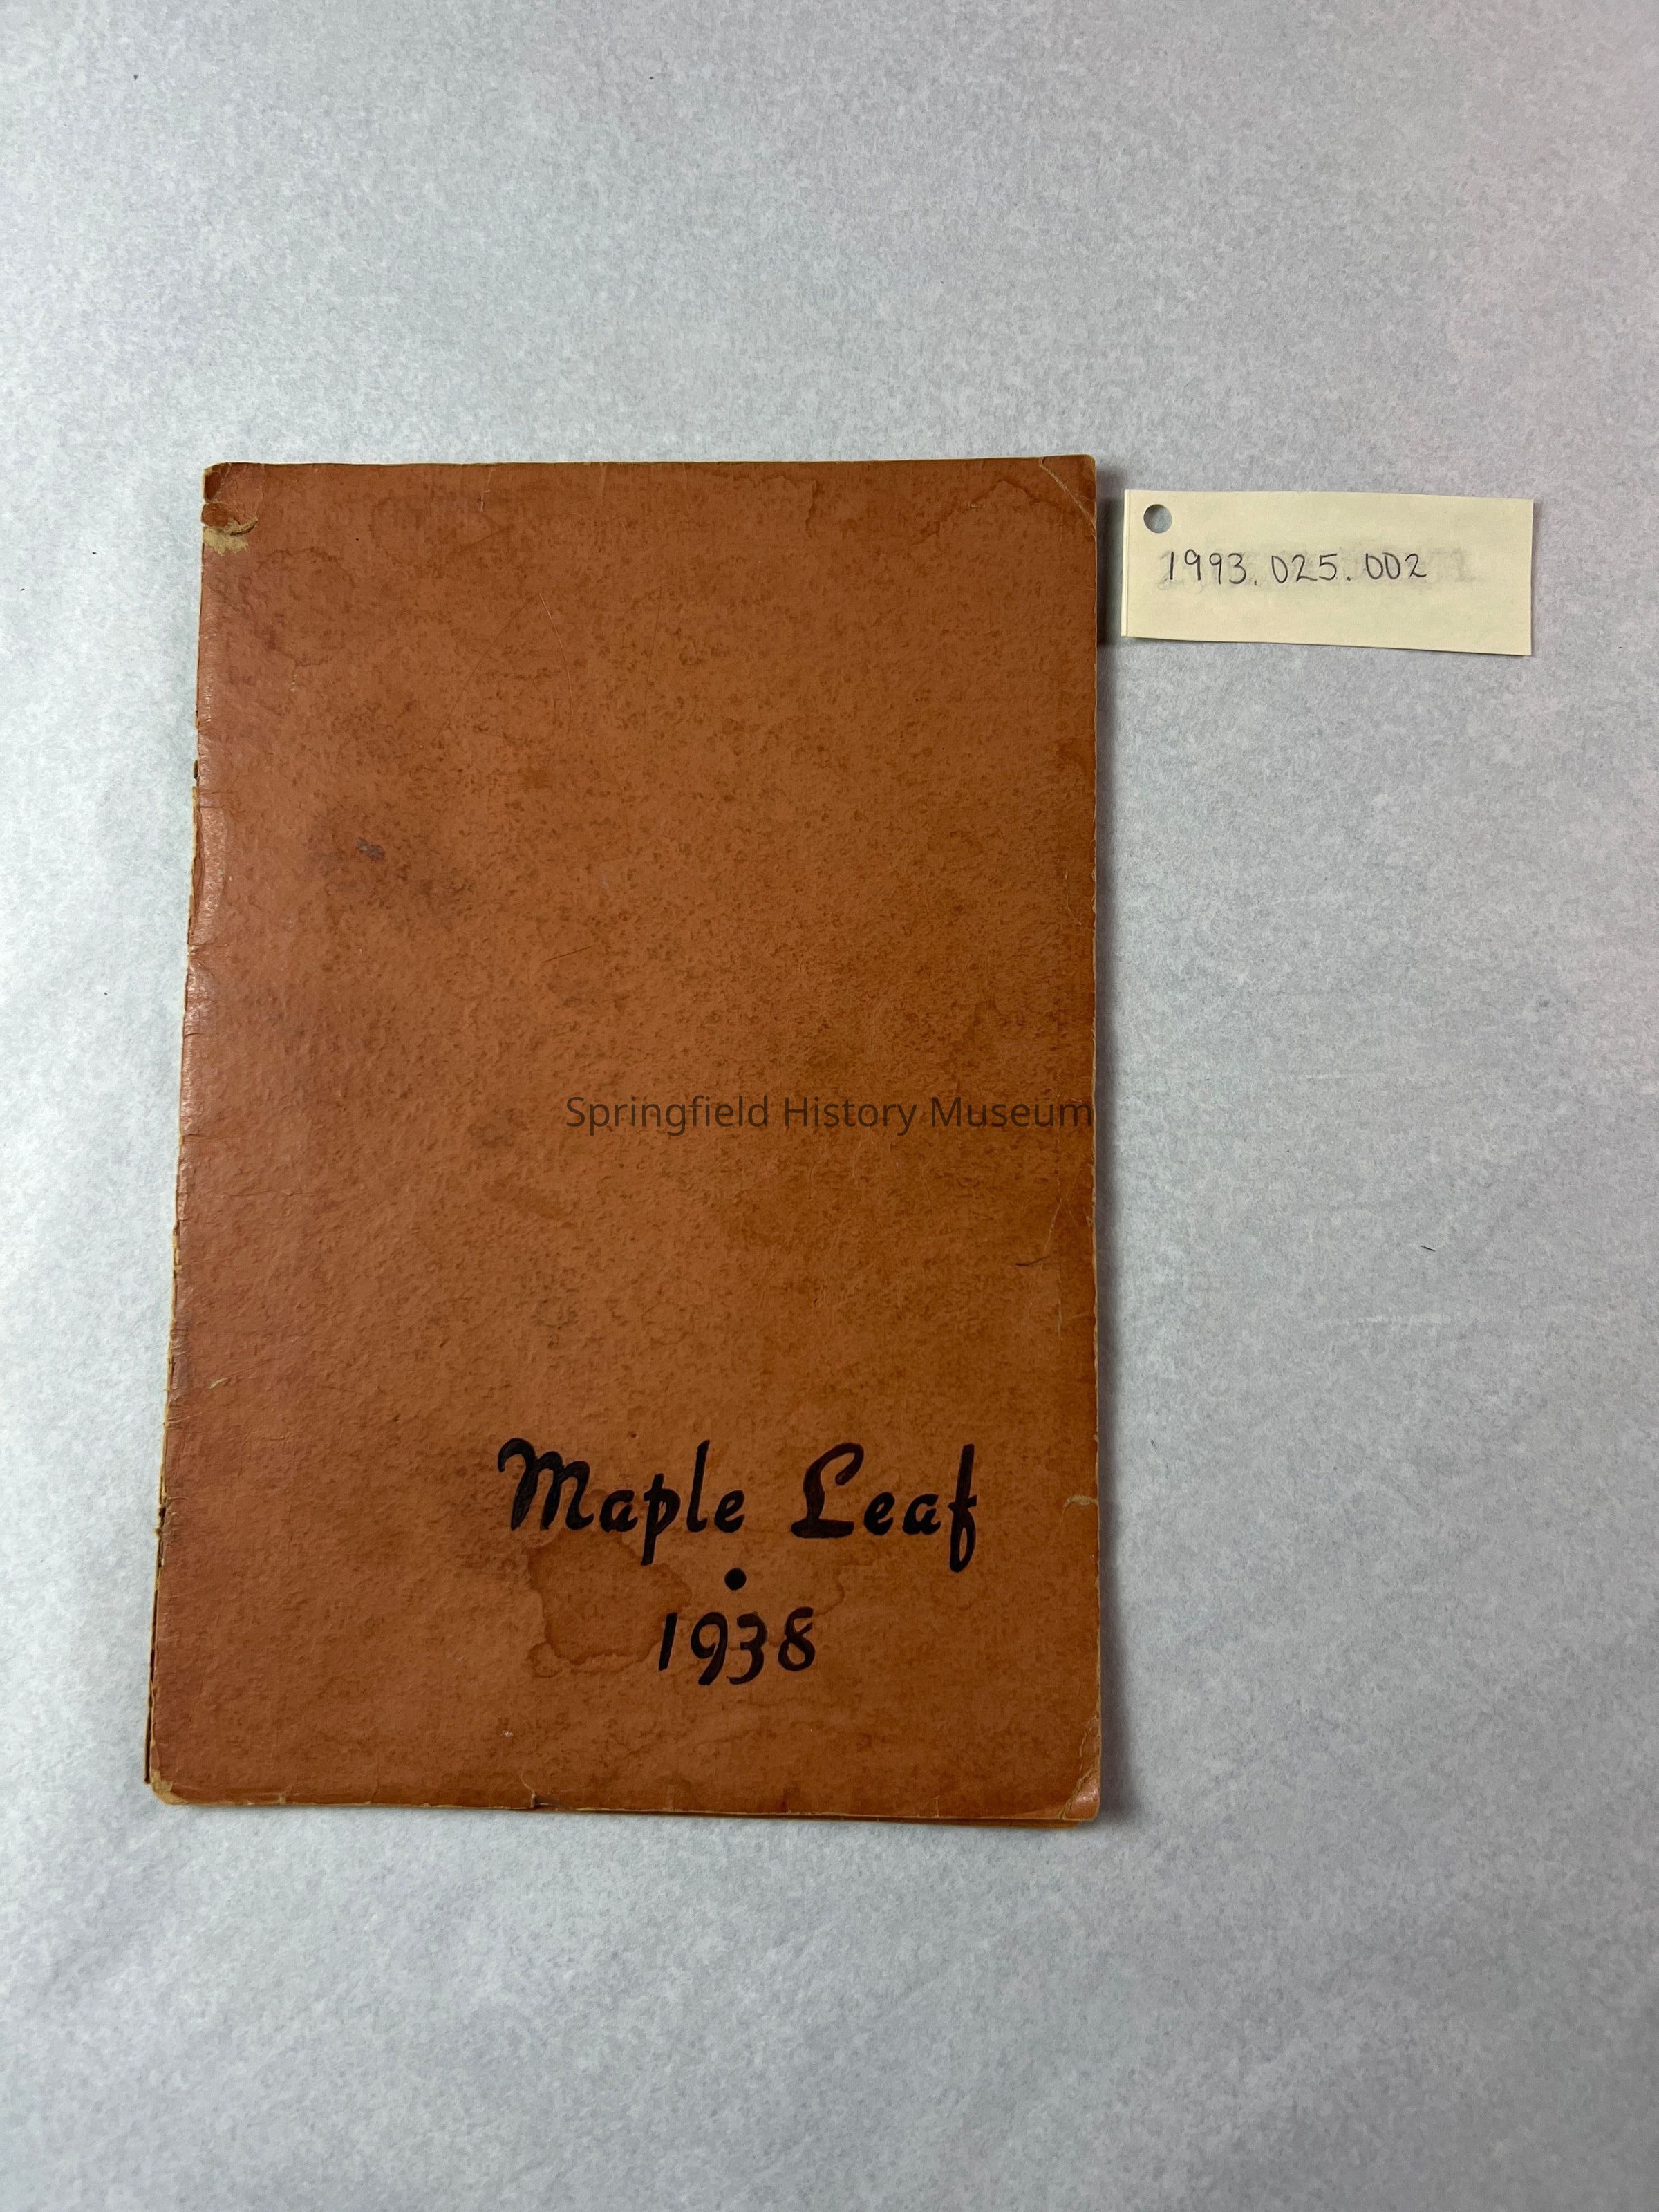 1993.025.002
Springfield History Museum
Maple Leaf
•
1938